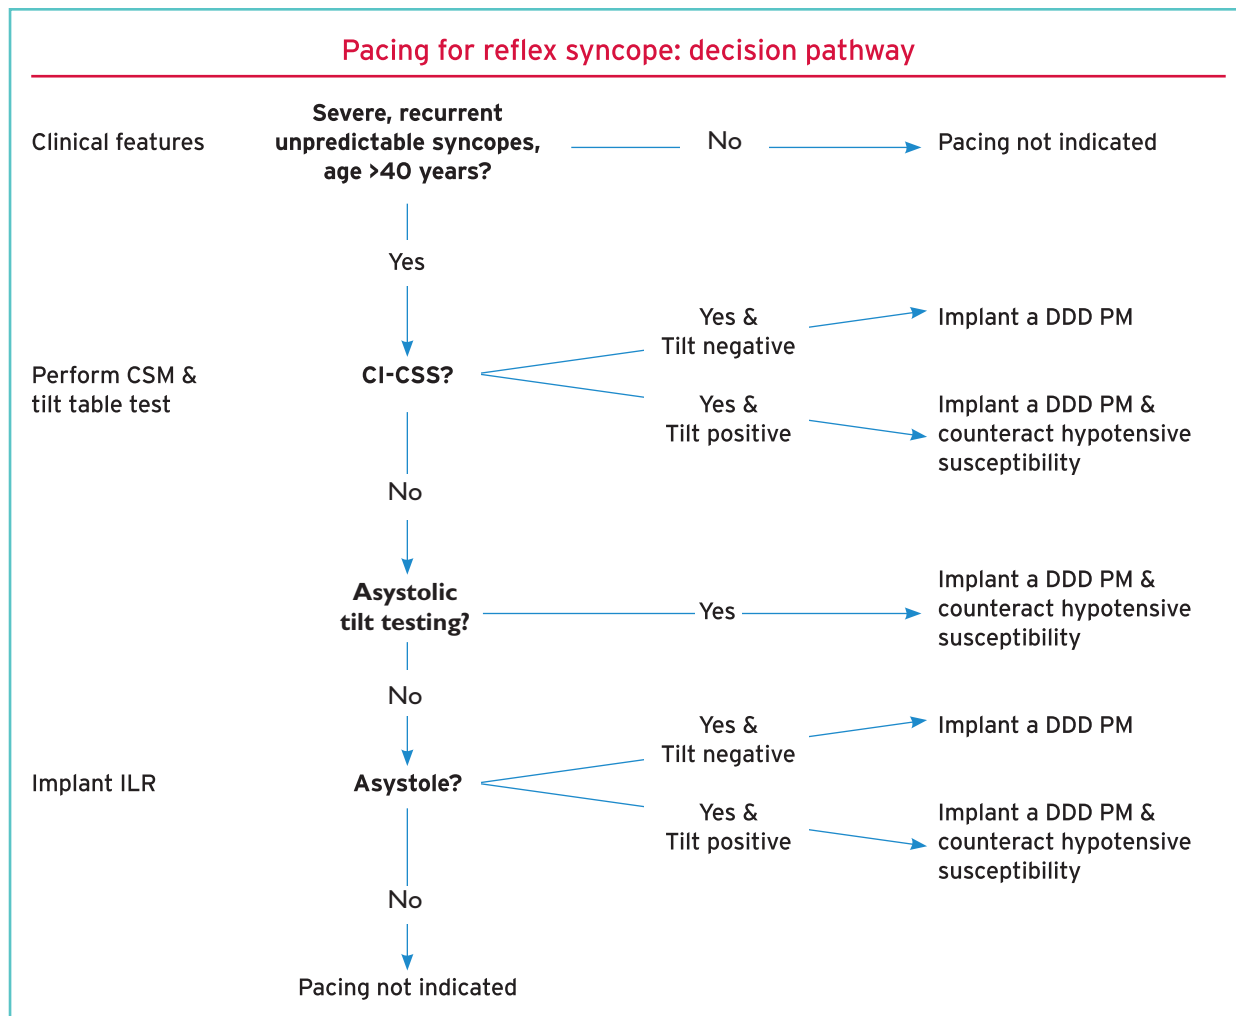 Pacing for reflex syncope: decision pathway
Clinical features
Severe, recurrent
unpredictable syncopes,
age >40 years?
No
Pacing not indicated
Yes
Perform CSM &
tilt table test
CI-CSS?
Yes &
Tilt negative
Implant a DDD PM
Yes &
Tilt positive
Implant a DDD PM &
counteract hypotensive
susceptibility
No
Asystolic
tilt testing?
Yes
Implant a DDD PM &
counteract hypotensive
susceptibility
No
Implant ILR
Asystole?
Yes &
Tilt negative
Implant a DDD PM
Yes &
Tilt positive
Implant a DDD PM &
counteract hypotensive
susceptibility
No
Pacing not indicated